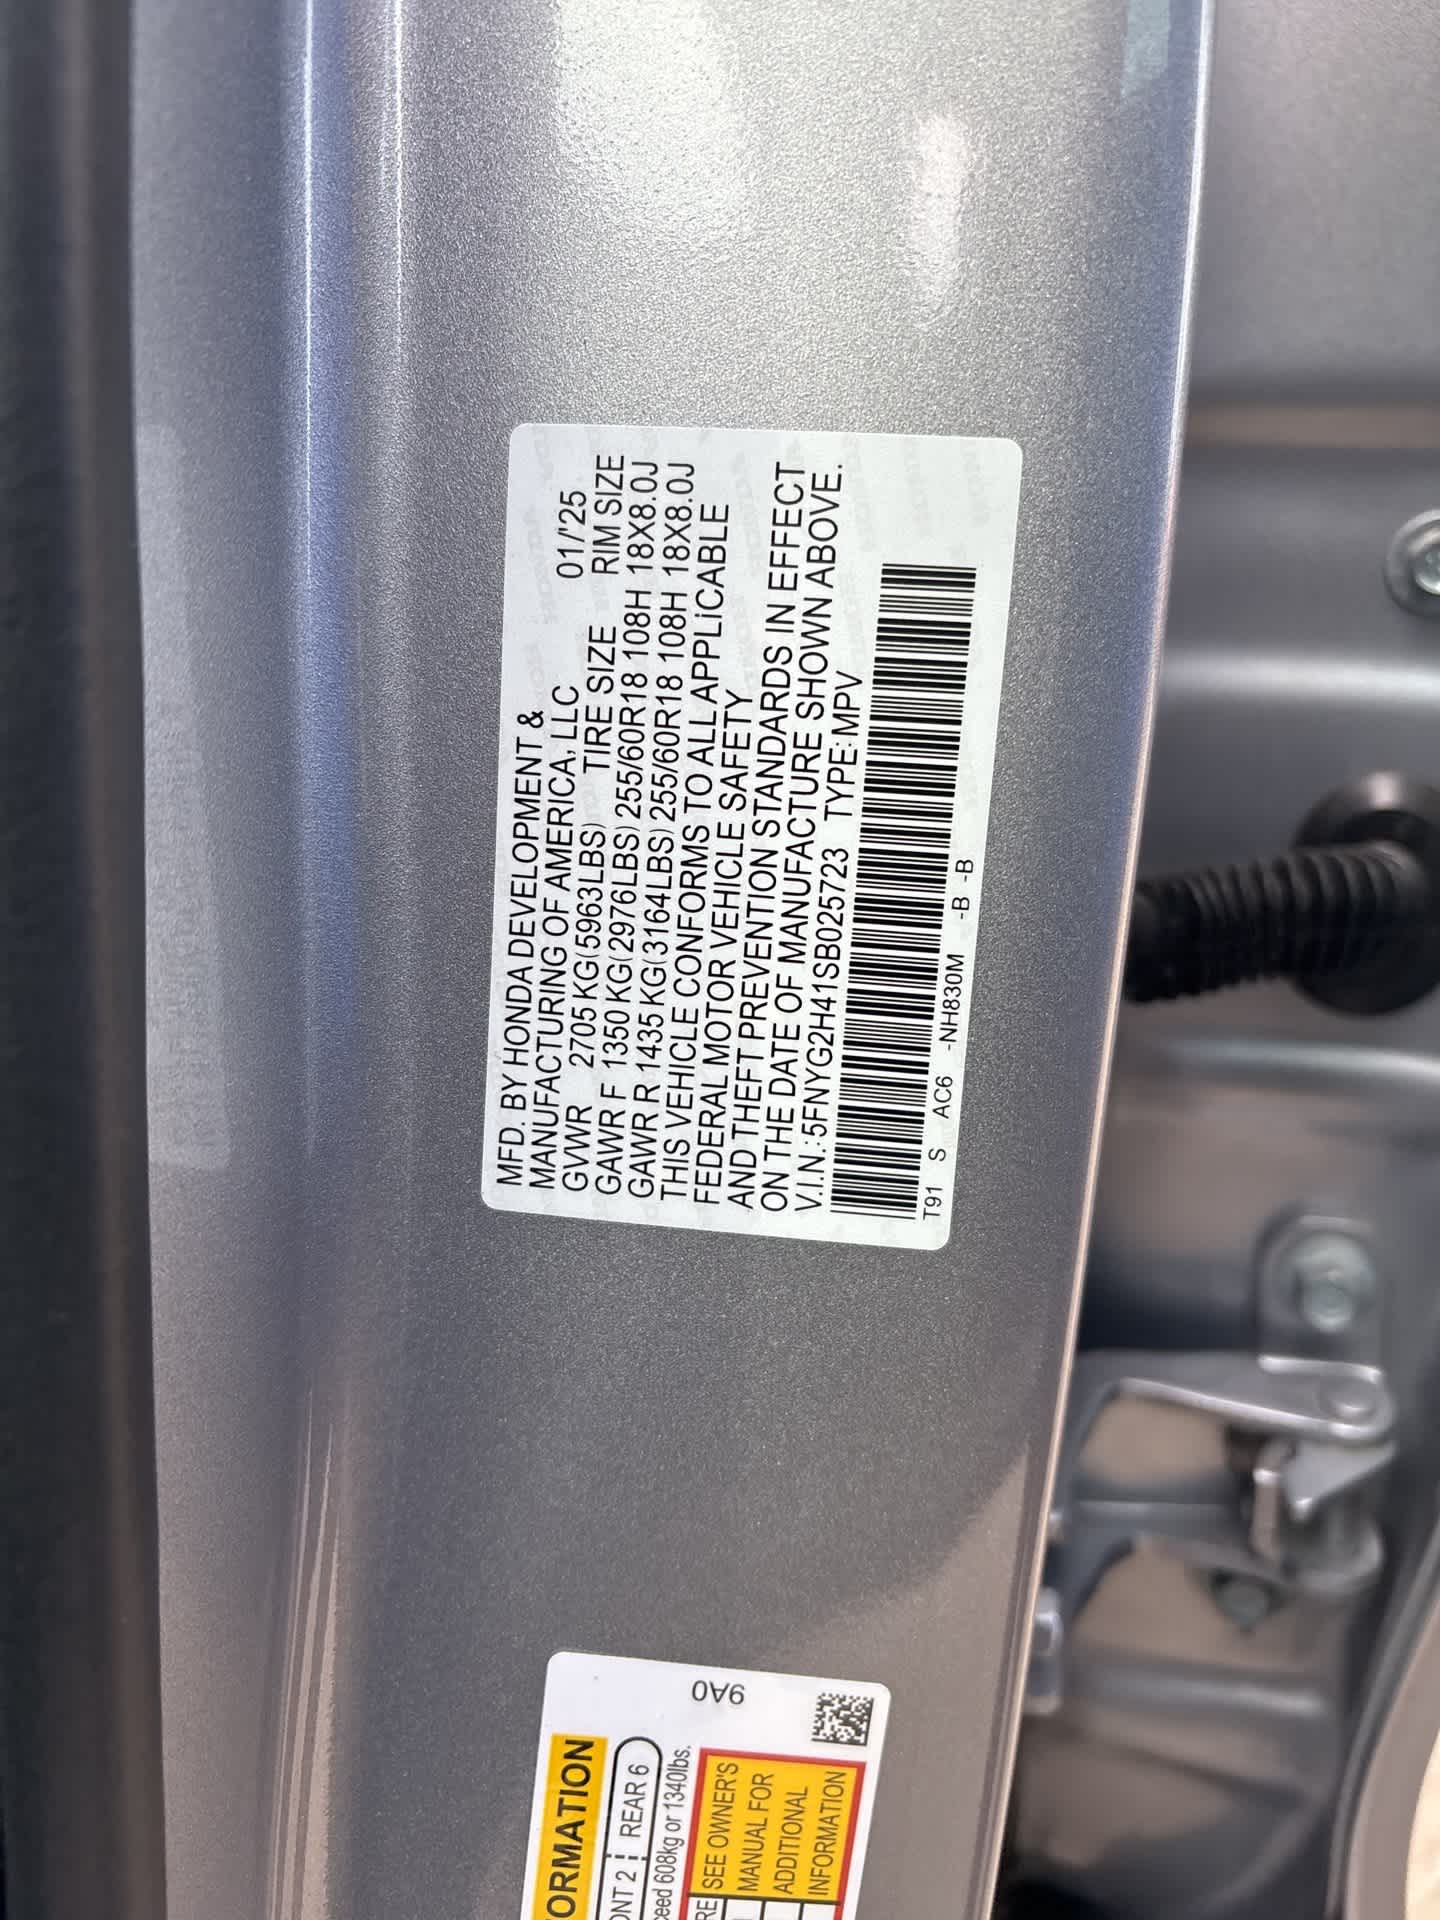 MFD. BY HONDA DEVELOPMENT &
MANUFACTURING OF AMERICA, LLC 01/'25
GVWR 2705 KG(5963LBS) TIRE SIZE RIM SIZE
GAWR F 1350 KG(2976LBS) 255/60R18 108H 18X8.0J
GAWR R 1435 KG(3164LBS) 255/60R18 108H 18X8.0J
THIS VEHICLE CONFORMS TO ALL APPLICABLE
FEDERAL MOTOR VEHICLE SAFETY
AND THEFT PREVENTION STANDARDS IN EFFECT
ON THE DATE OF MANUFACTURE SHOWN ABOVE.
V.I.N.: 5FNYG2H41SB025723 TYPE: MPV
T91 S AC6 -NH830M -B -B
9A0
ORMATION
ONT 2 REAR 6
ceed 608kg or 1340lbs.
RE
SEE OWNER'S
MANUAL FOR
ADDITIONAL
INFORMATION